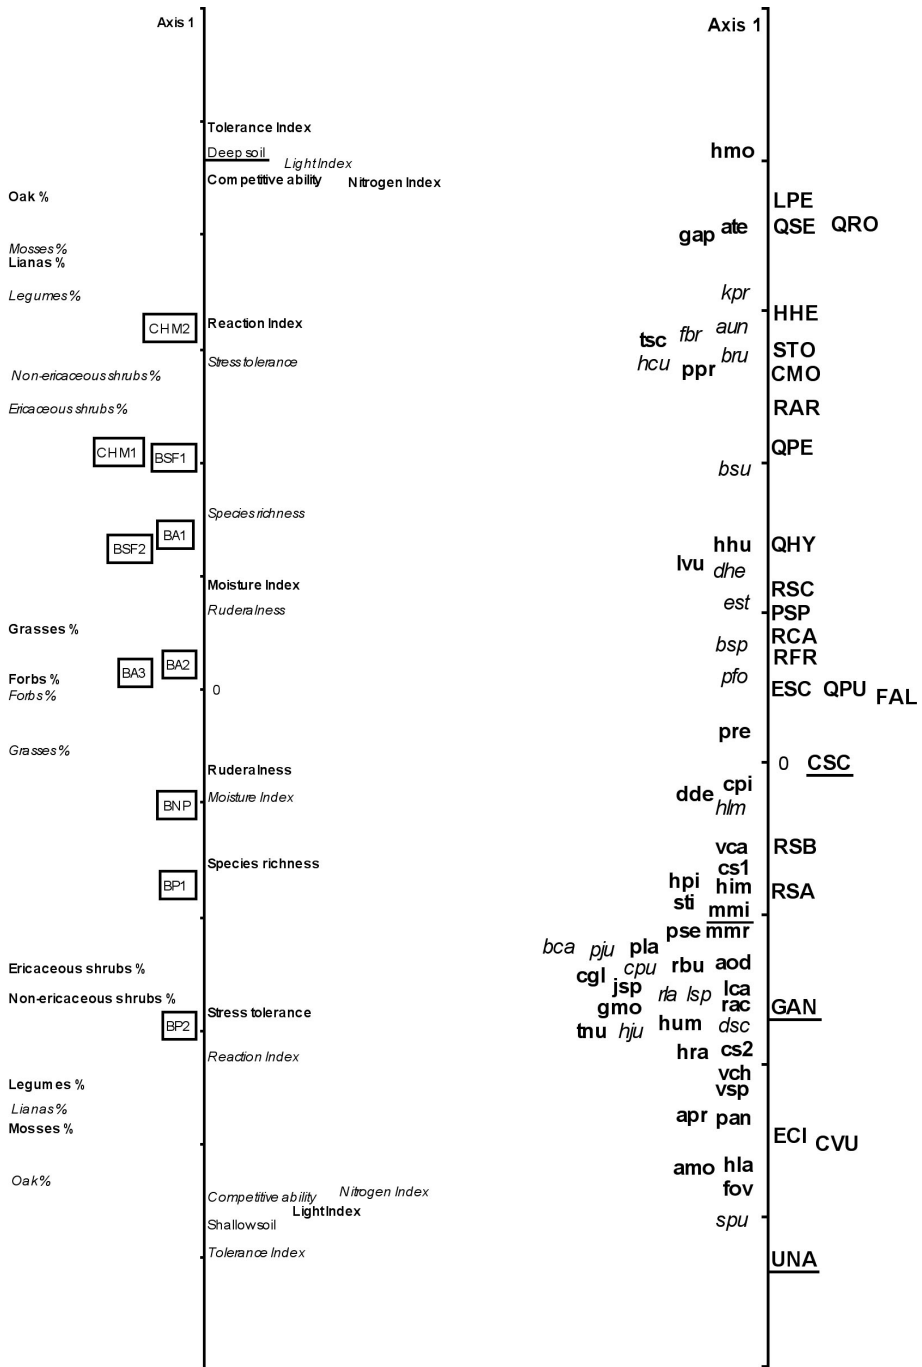 Axis 1
Tolerance Index
Deep soil
Light Index
Competitive ability Nitrogen Index
Oak %
Mosses %
Lianas %
Legumes %
CHM2 Reaction Index
Stress tolerance
Non-ericaceous shrubs %
Ericaceous shrubs %
CHM1 BSF1
Species richness
BSF2 BA1
Moisture Index
Ruderalness
Grasses %
BA3 BA2
Forbs %
Forbs %
0
Grasses %
Ruderalness
BNP Moisture Index
Species richness
BP1
Ericaceous shrubs %
Non-ericaceous shrubs %
Stress tolerance
BP2
Reaction Index
Legumes %
Lianas %
Mosses %
Oak %
Competitive ability Nitrogen Index
Light Index
Shallow soil
Tolerance Index
Axis 1
hmo
LPE
gap ate QSE QRO
kpr
HHE
tsc fbr aun
hcu ppr bru STO
CMO
RAR
QPE
bsu
hhu QHY
lvu dhe
RSC
est PSP
RCA
bsp RFR
pfo
ESC QPU FAL
pre
0 CSC
cpi
dde hlm
vca RSB
cs1
hpi him RSA
sti mmi
pse mmr
bca pju pla
cgl cpu rbu aod
jsp rla lsp lca
gmo rac GAN
tnu hju hum dsc
hra cs2
vch
vsp
apr pan
ECI CVU
amo hla
fov
spu
UNA